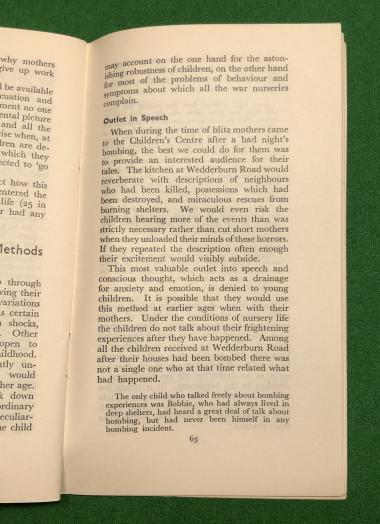 why mothers
give up work
l be available
cuation and
ment no one
ental picture
and all the
ise when, at
ren are de-
which they
ected to 'go
ct how this
entered the
life (25 in
r had any
Methods
through
ving their
variations
s certain
shocks,
Other
open to
ildhood.
tly un-
would
her age.
k down
ordinary
eculiar-
e child
may account on the one hand for the aston-
ishing robustness of children, on the other hand
for most of the problems of behaviour and
symptoms about which all the war nurseries
complain.
Outlet in Speech
When during the time of blitz mothers came
to the Children's Centre after a bad night's
bombing, the best we could do for them was
to provide an interested audience for their
tales. The kitchen at Wedderburn Road would
reverberate with descriptions of neighbours
who had been killed, possessions which had
been destroyed, and miraculous rescues from
burning shelters. We would even risk the
children hearing more of the events than was
strictly necessary rather than cut short mothers
when they unloaded their minds of these horrors.
If they repeated the description often enough
their excitement would visibly subside.
This most valuable outlet into speech and
conscious thought, which acts as a drainage
for anxiety and emotion, is denied to young
children. It is possible that they would use
this method at earlier ages when with their
mothers. Under the conditions of nursery life
the children do not talk about their frightening
experiences after they have happened. Among
all the children received at Wedderburn Road
after their houses had been bombed there was
not a single one who at that time related what
had happened.
The only child who talked freely about bombing
experiences was Bobbie, who had always lived in
deep shelters, had heard a great deal of talk about
bombing, but had never been himself in any
bombing incident.
63